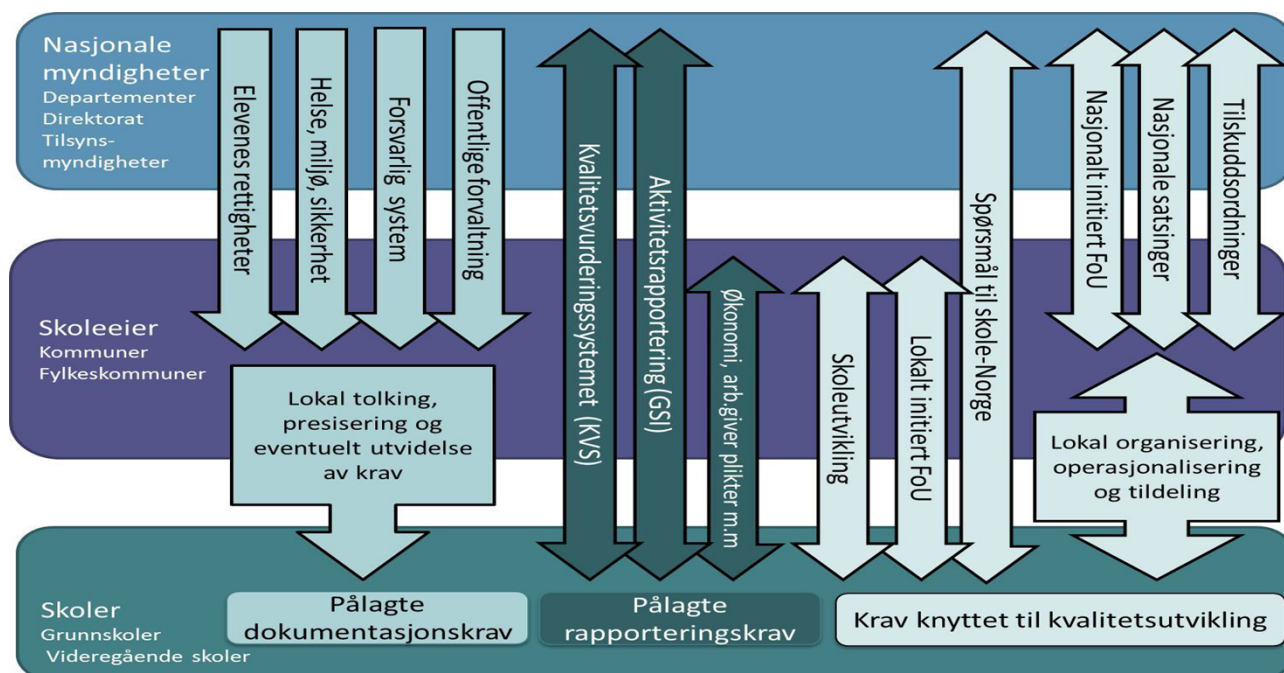 Nasjonale
myndigheter
Departementer
Direktorat
Tilsyns-
myndigheter
Elevenes rettigheter
Helse, miljø, sikkerhet
Forsvarlig system
Offentlige forvaltning
Kvalitetsvurderingssystemet (KVS)
Aktivitetsrapportering (GSI)
Økonomi, arb.giver plikter m.m
Skoleutvikling
Lokalt initiert FoU
Spørsmål til skole-Norge
Nasjonalt initiert FoU
Nasjonale satsinger
Tilskuddsordninger
Skoleeier
Kommuner
Fylkeskommuner
Lokal tolking,
presisering og
eventuelt utvidelse
av krav
Lokal organisering,
operasjonalisering
og tildeling
Skoler
Grunnskoler
Videregående skoler
Pålagte
dokumentasjonskrav
Pålagte
rapporteringskrav
Krav knyttet til kvalitetsutvikling